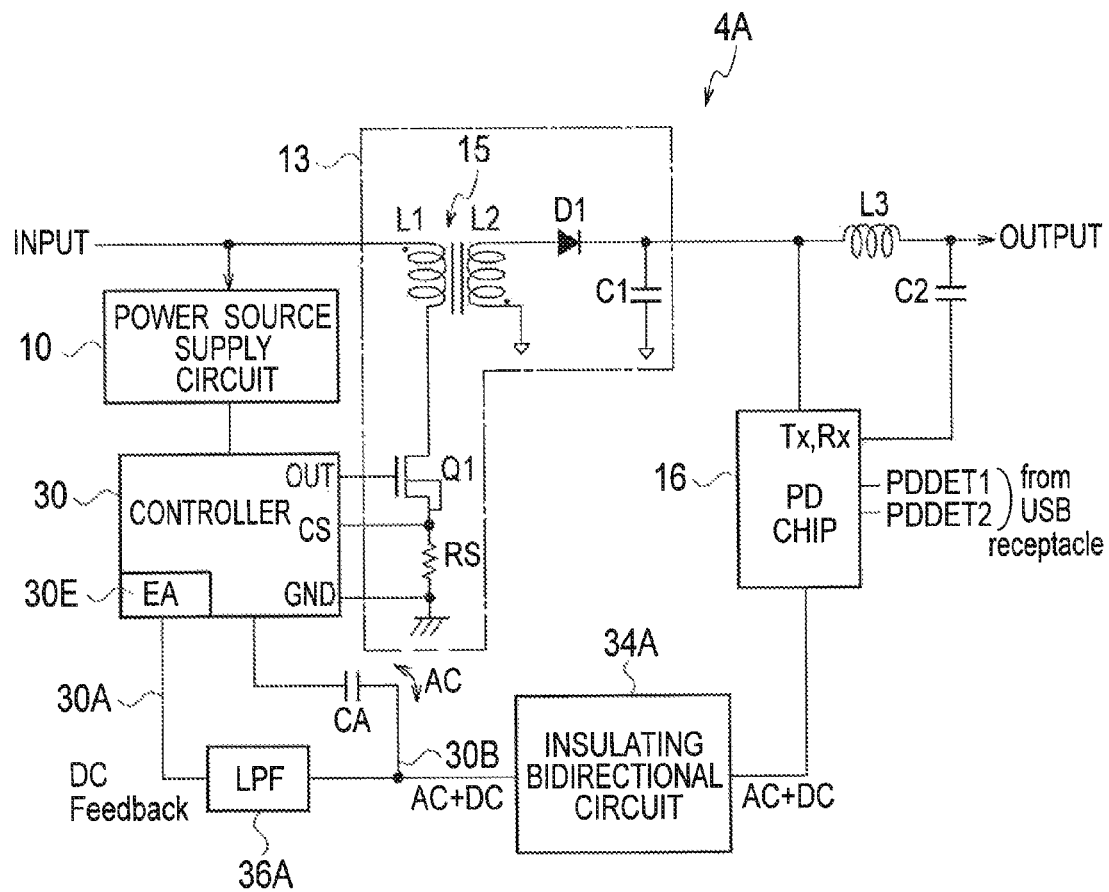 4A
13
15
L1
L2
D1
L3
INPUT
OUTPUT
C1
C2
10
POWER SOURCE
SUPPLY
CIRCUIT
Tx,Rx
16
PD
CHIP
PDDET1
PDDET2
from
USB
receptacle
30
CONTROLLER
OUT
CS
GND
Q1
RS
30E
EA
34A
AC
CA
30A
30B
INSULATING
BIDIRECTIONAL
CIRCUIT
DC
Feedback
LPF
AC+DC
AC+DC
36A